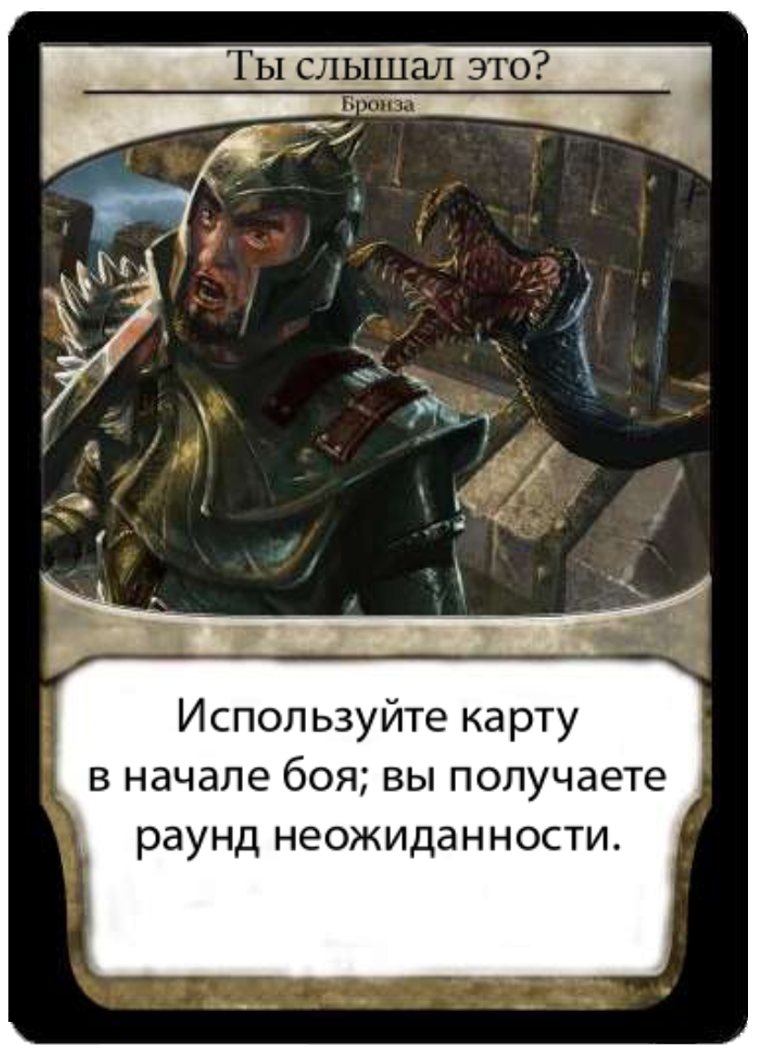 Ты слышал это?
Бронза
Используйте карту
в начале боя; вы получаете
раунд неожиданности.